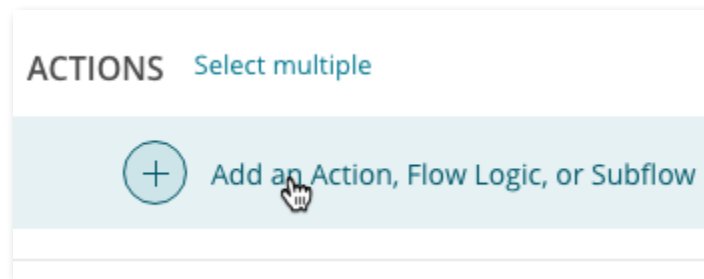 ACTIONS Select multiple
Add an Action, Flow Logic, or Subflow